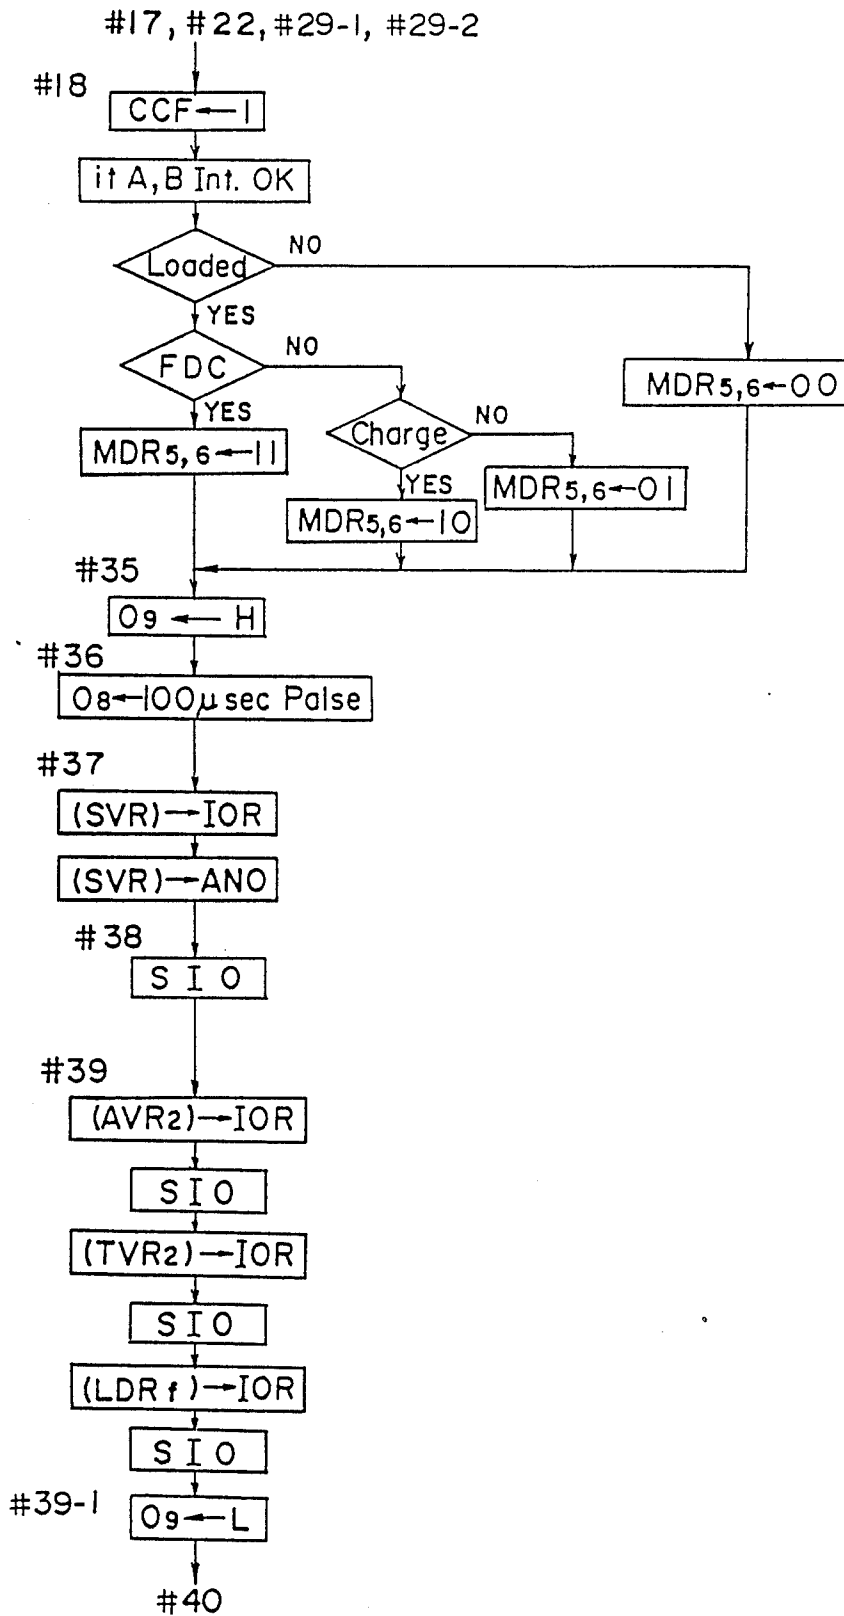 #17, #22, #29-1, #29-2
#18
CCF←1
it A, B Int. OK
Loaded
NO
YES
FDC
NO
YES
MDR5,6←00
Charge
NO
YES
MDR5,6←11
MDR5,6←01
MDR5,6←10
#35
O9 ← H
#36
O8←100μsec Palse
#37
(SVR)→IOR
(SVR)→ANO
#38
SIO
#39
(AVR2)→IOR
SIO
(TVR2)→IOR
SIO
(LDRf)→IOR
SIO
#39-1
O9←L
#40